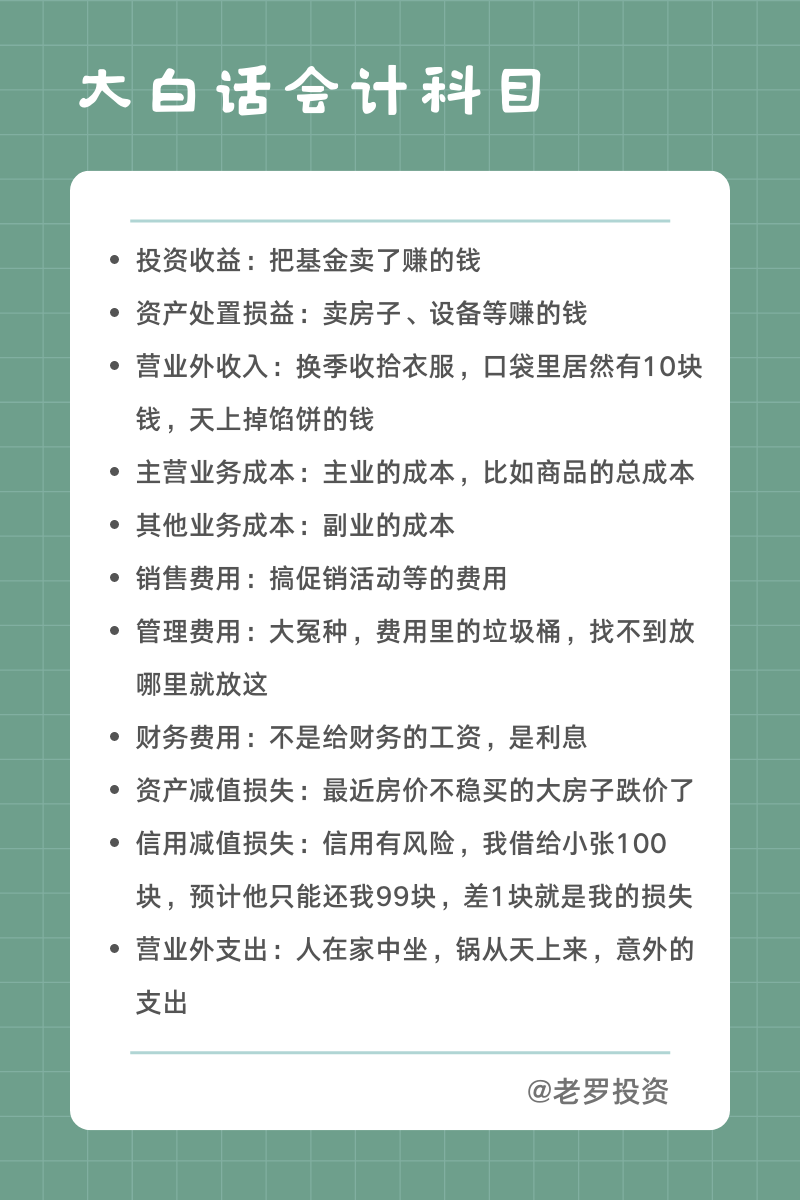 大白话会计科目
• 投资收益：把基金卖了赚的钱
• 资产处置损益：卖房子、设备等赚的钱
• 营业外收入：换季收拾衣服，口袋里居然有10块
钱，天上掉馅饼的钱
• 主营业务成本：主业的成本，比如商品的总成本
• 其他业务成本：副业的成本
• 销售费用：搞促销活动等的费用
• 管理费用：大冤种，费用里的垃圾桶，找不到放
哪里就放这
• 财务费用：不是给财务的工资，是利息
• 资产减值损失：最近房价不稳买的大房子跌价了
• 信用减值损失：信用有风险，我借给小张100
块，预计他只能还我99块，差1块就是我的损失
• 营业外支出：人在家中坐，锅从天上来，意外的
支出
@老罗投资